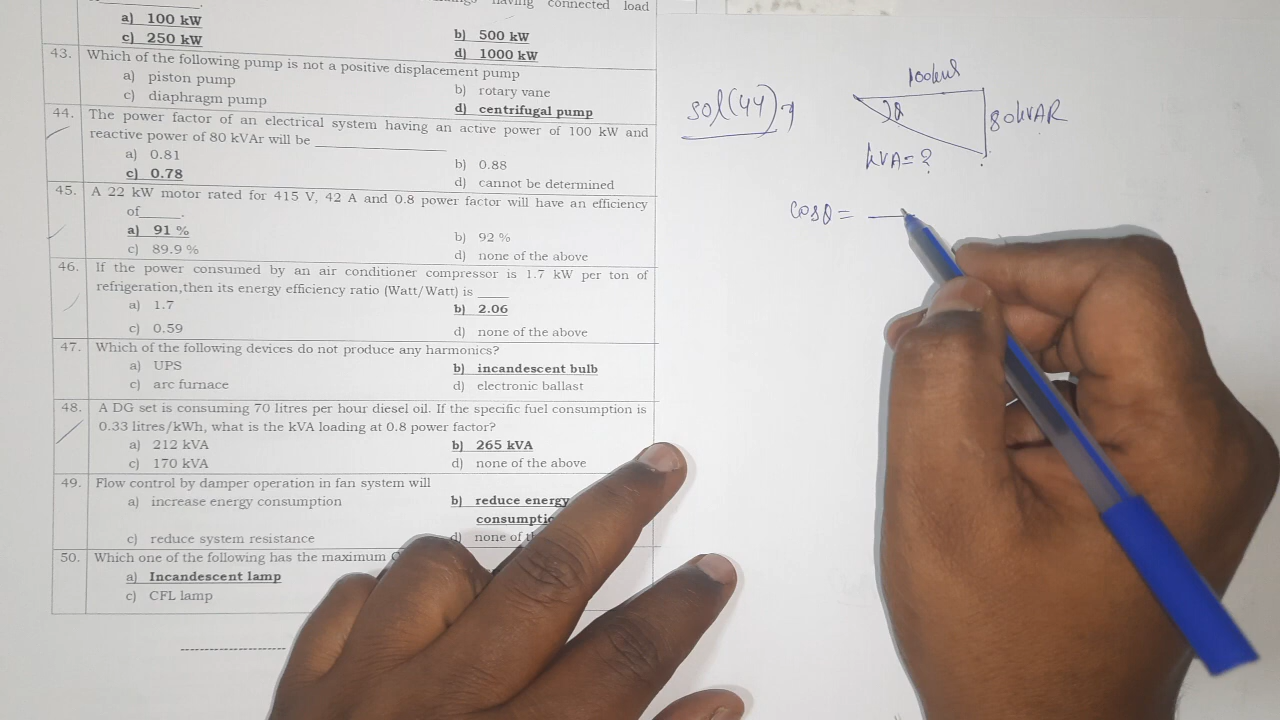 having connected load
a) 100 kW
b) 500 kW
c) 250 kW
d) 1000 kW
43. Which of the following pump is not a positive displacement pump
a) piston pump
b) rotary vane
c) diaphragm pump
d) centrifugal pump
44. The power factor of an electrical system having an active power of 100 kW and
reactive power of 80 kVAr will be ____________
a) 0.81
b) 0.88
c) 0.78
d) cannot be determined
45. A 22 kW motor rated for 415 V, 42 A and 0.8 power factor will have an efficiency
of_____.
a) 91 %
b) 92 %
c) 89.9 %
d) none of the above
46. If the power consumed by an air conditioner compressor is 1.7 kW per ton of
refrigeration,then its energy efficiency ratio (Watt/Watt) is ____
a) 1.7
b) 2.06
c) 0.59
d) none of the above
47. Which of the following devices do not produce any harmonics?
a) UPS
b) incandescent bulb
c) arc furnace
d) electronic ballast
48. A DG set is consuming 70 litres per hour diesel oil. If the specific fuel consumption is
0.33 litres/kWh, what is the kVA loading at 0.8 power factor?
a) 212 kVA
b) 265 kVA
c) 170 kVA
d) none of the above
49. Flow control by damper operation in fan system will
a) increase energy consumption
b) reduce energy
c) reduce system resistance
d) none of
50. Which one of the following has the maximum
a) Incandescent lamp
c) CFL lamp
sol(44)
100kW
80kVAR
kVA=?
cosθ =